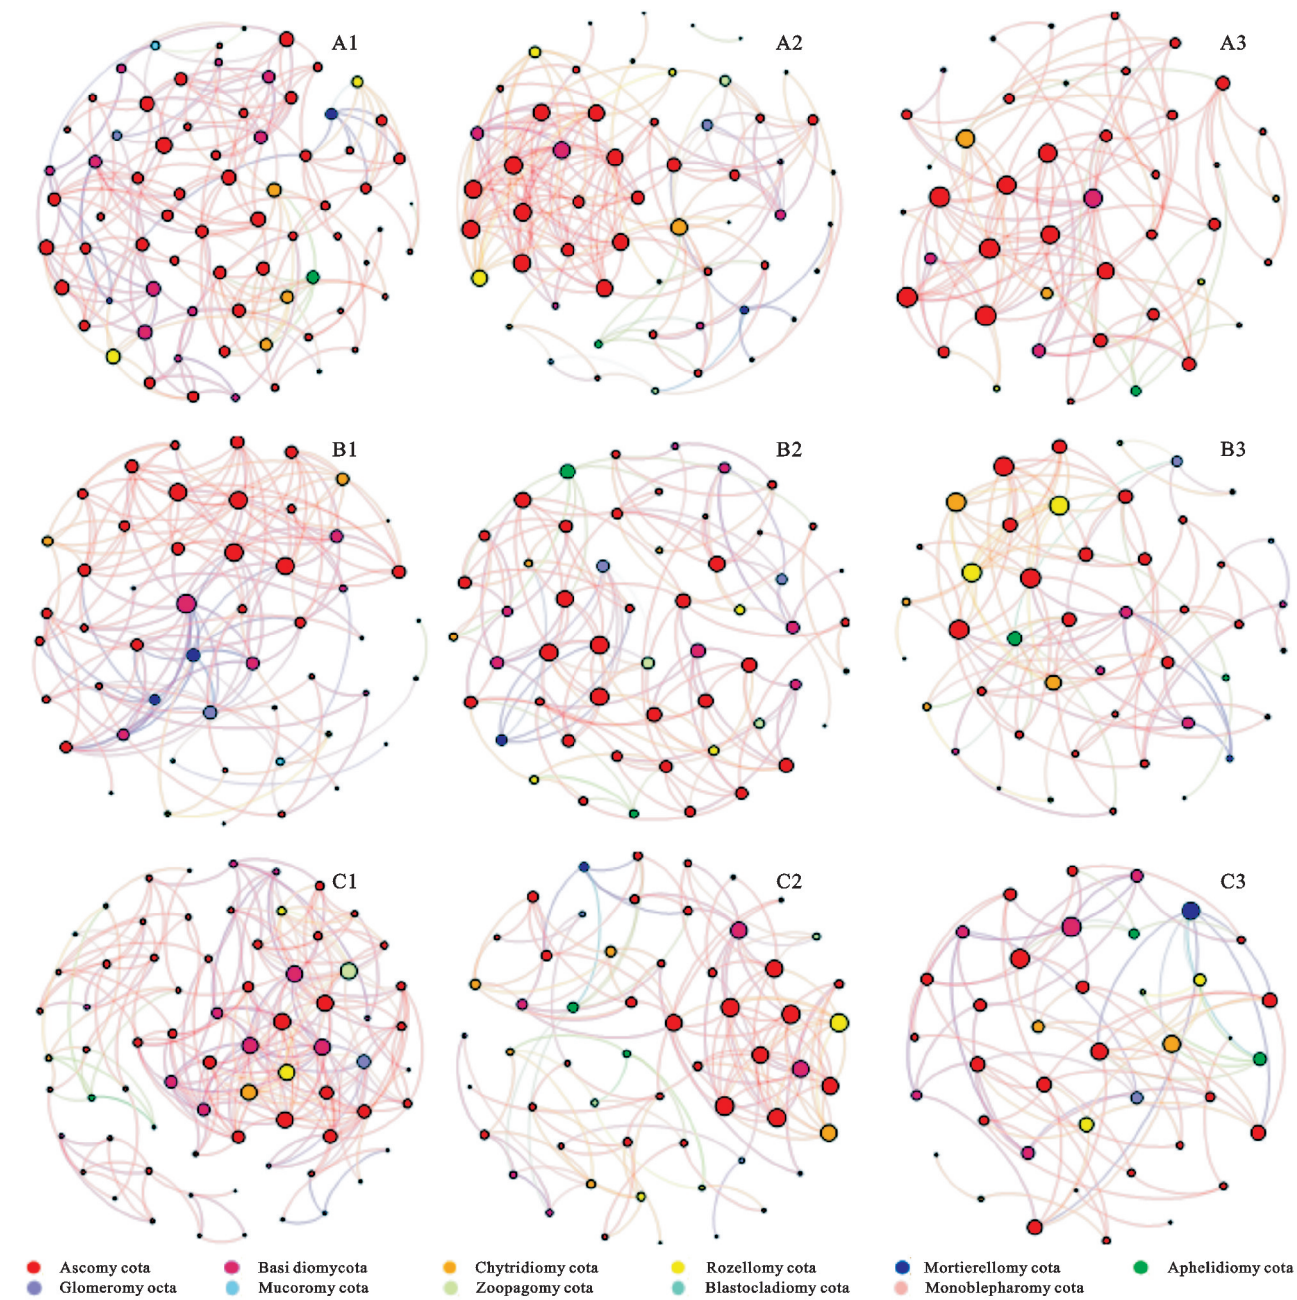 A1
A2
A3
B1
B2
B3
C1
C2
C3
Ascomy cota
Basi diomycota
Chytridiomy cota
Rozellomy cota
Mortierellomy cota
Aphelidiomy cota
Glomeromy octa
Mucoromy cota
Zoopagomy cota
Blastocladiomy cota
Monoblepharomy cota